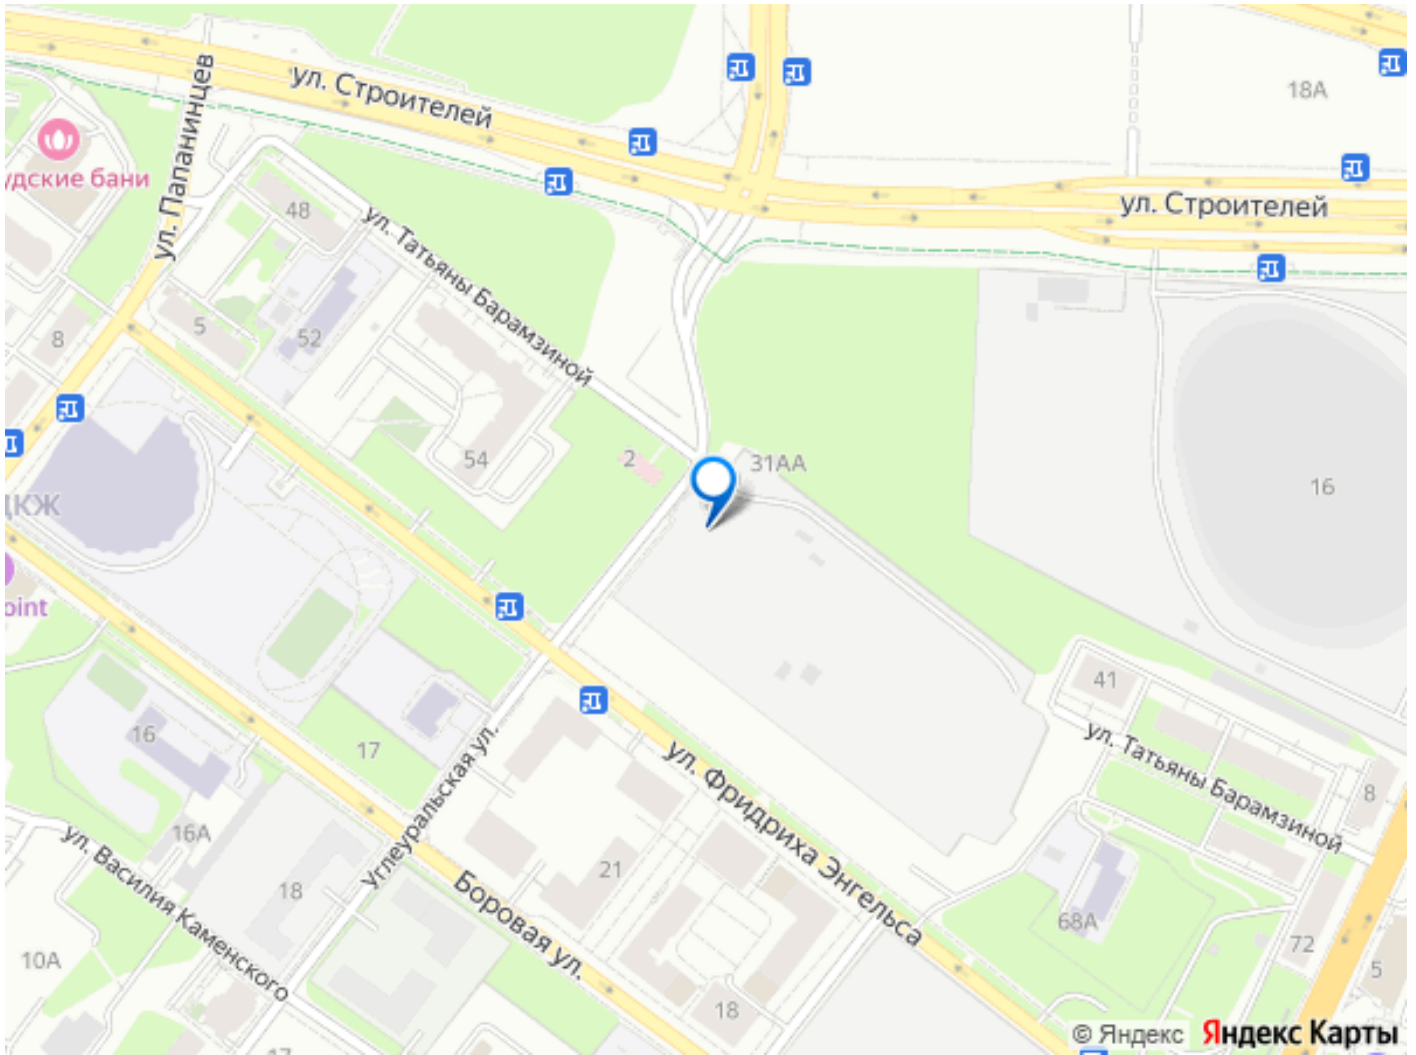 ул. Папанинцев
ул. Строителей
18А
удские бани
48
ул. Татьяны Барамзиной
ул. Строителей
5
52
8
54
2
31АА
16
ДКЖ
oint
41
16
17
Углеуральская ул.
ул. Фридриха Энгельса
ул. Татьяны Барамзиной
8
16А
ул. Василия Каменского
18
21
Боровая ул.
68А
72
10А
5
18
17
© Яндекс Яндекс Карты